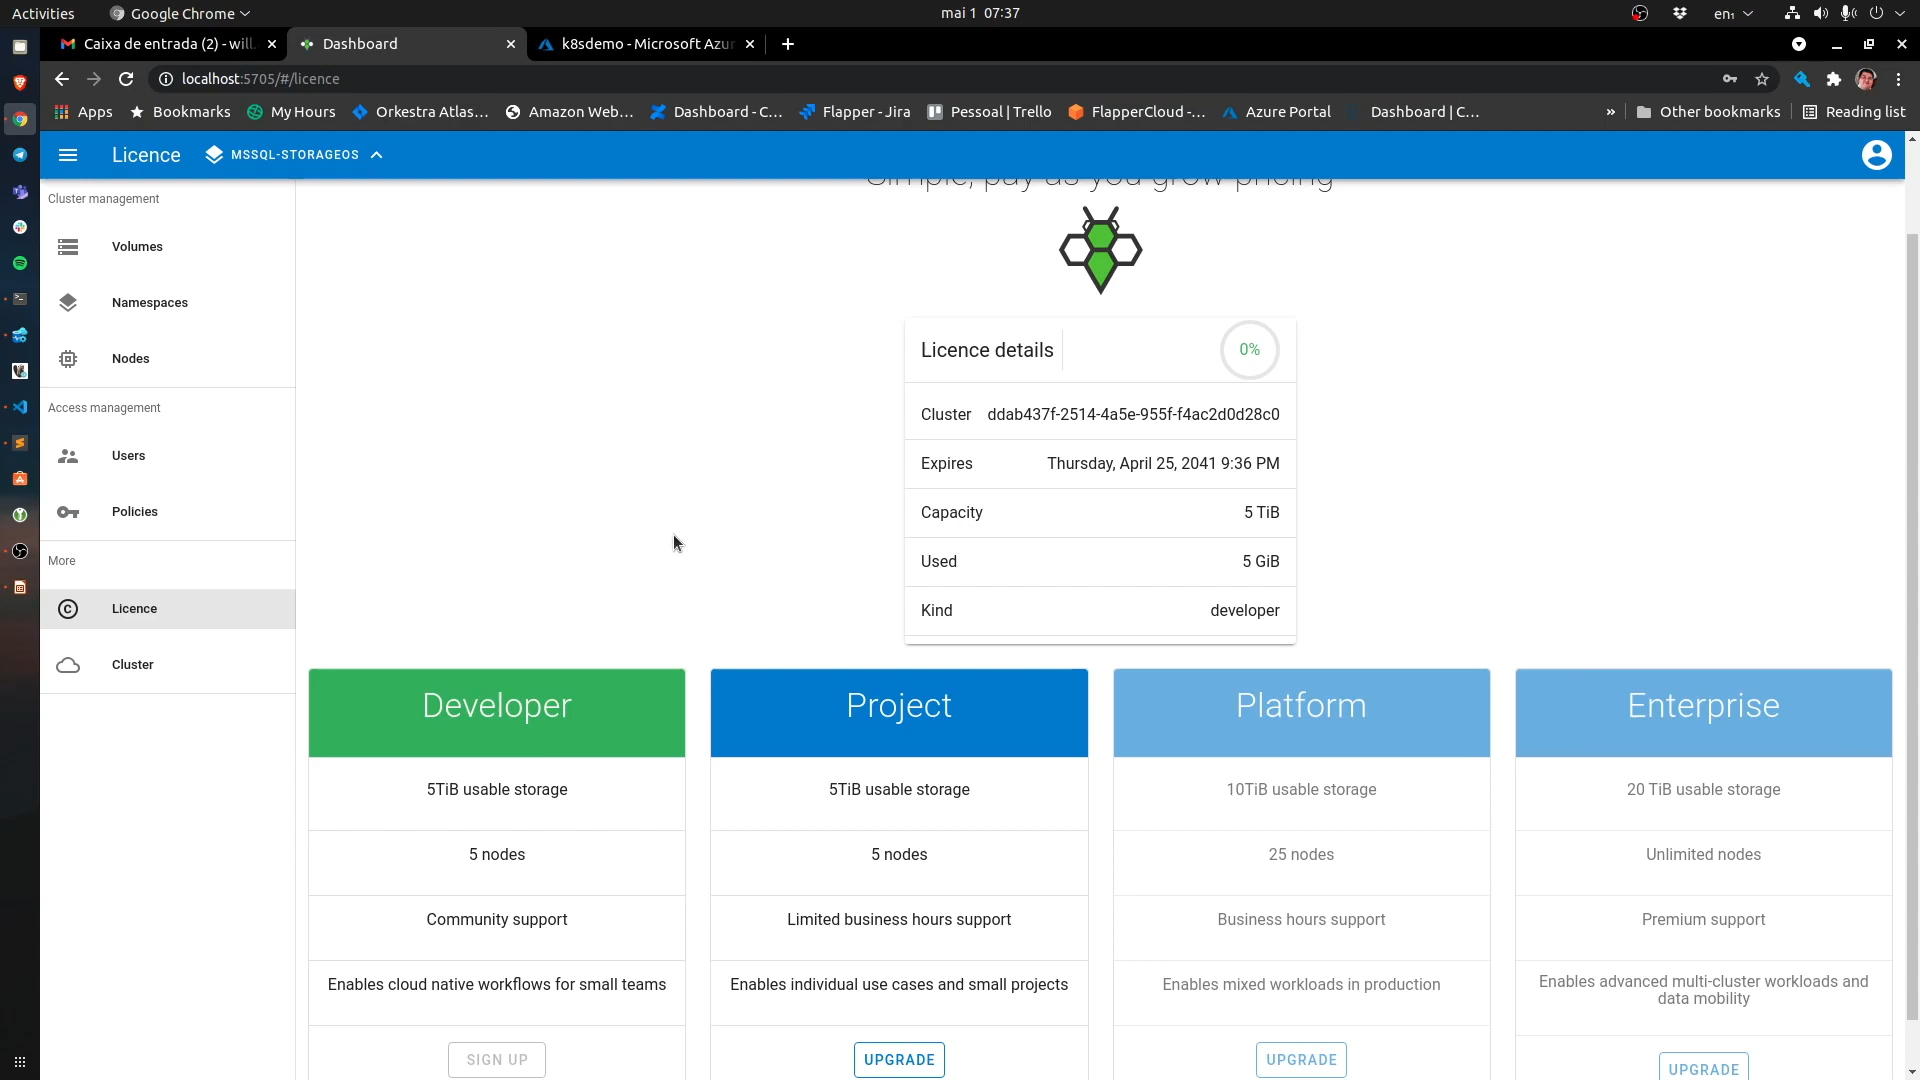 Activities
Google Chrome
mai 1 07:37
en₁
Caixa de entrada (2) - will
Dashboard
k8sdemo - Microsoft Azur
localhost:5705/#/licence
Apps
Bookmarks
My Hours
Orkestra Atlas...
Amazon Web...
Dashboard - C...
Flapper - Jira
Pessoal | Trello
FlapperCloud -...
Azure Portal
Dashboard | C...
»
Other bookmarks
Reading list
Licence
MSSQL-STORAGEOS
Simple, pay as you grow pricing
Cluster management
Volumes
Namespaces
Nodes
Access management
Users
Policies
More
Licence
Cluster
Licence details
0%
Cluster ddab437f-2514-4a5e-955f-f4ac2d0d28c0
Expires Thursday, April 25, 2041 9:36 PM
Capacity 5 TiB
Used 5 GiB
Kind developer
Developer
5TiB usable storage
5 nodes
Community support
Enables cloud native workflows for small teams
SIGN UP
Project
5TiB usable storage
5 nodes
Limited business hours support
Enables individual use cases and small projects
UPGRADE
Platform
10TiB usable storage
25 nodes
Business hours support
Enables mixed workloads in production
UPGRADE
Enterprise
20 TiB usable storage
Unlimited nodes
Premium support
Enables advanced multi-cluster workloads and
data mobility
UPGRADE